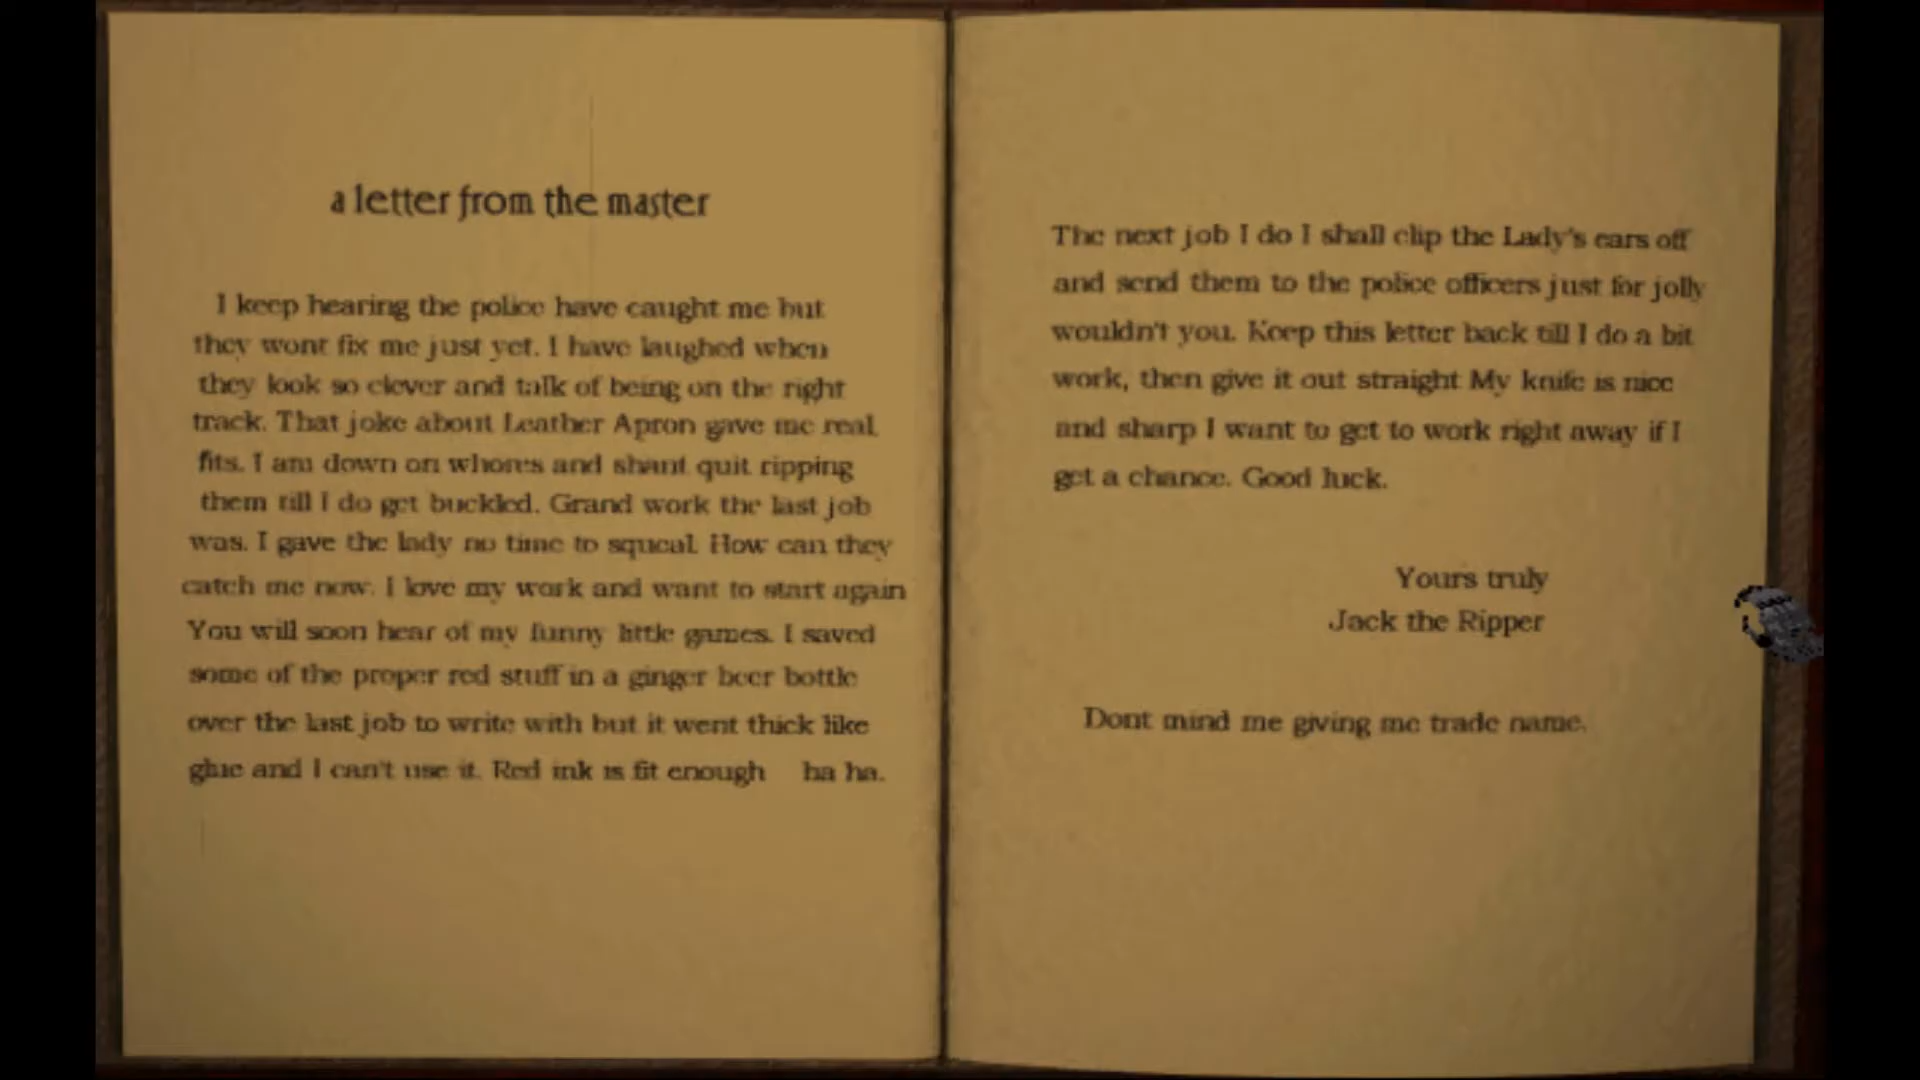 a letter from the master
I keep hearing the police have caught me but
they wont fix me just yet. I have laughed when
they look so clever and talk of being on the right
track. That joke about Leather Apron gave me real
fits. I am down on whores and shant quit ripping
them till I do get buckled. Grand work the last job
was. I gave the lady no time to squeal. How can they
catch me now. I love my work and want to start again
You will soon hear of my funny little games. I saved
some of the proper red stuff in a ginger beer bottle
over the last job to write with but it went thick like
glue and I can't use it. Red ink is fit enough ha ha.
The next job I do I shall clip the Lady's ears off
and send them to the police officers just for jolly
wouldn't you. Keep this letter back till I do a bit
work, then give it out straight My knife is nice
and sharp I want to get to work right away if I
get a chance. Good luck.
Yours truly
Jack the Ripper
Dont mind me giving me trade name.